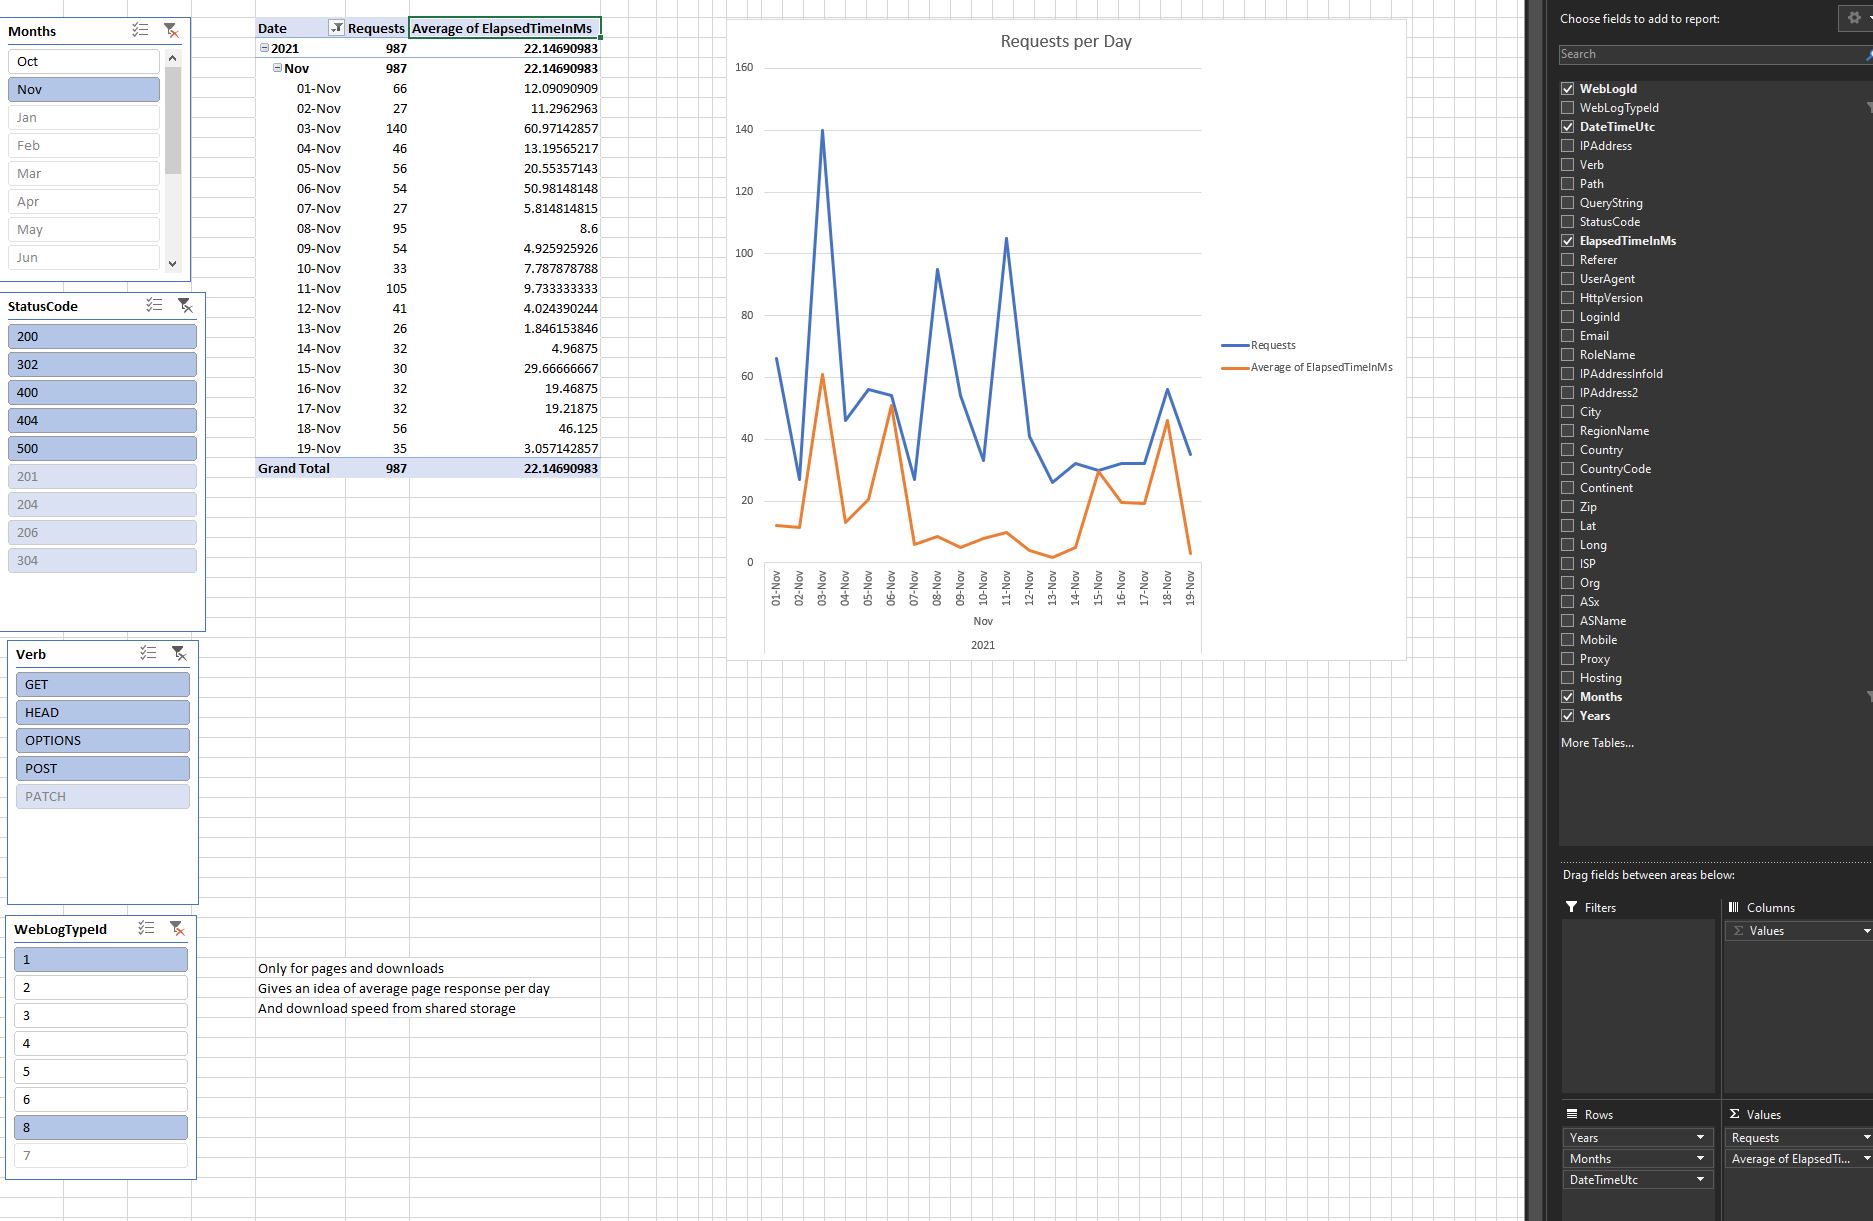 Months
Oct
Nov
Jan
Feb
Mar
Apr
May
Jun
StatusCode
200
302
400
404
500
201
204
206
304
Verb
GET
HEAD
OPTIONS
POST
PATCH
WebLogTypeId
1
2
3
4
5
6
8
7
Date Requests Average of ElapsedTimeInMs
2021 987 22.14690983
Nov 987 22.14690983
01-Nov 66 12.09090909
02-Nov 27 11.2962963
03-Nov 140 60.97142857
04-Nov 46 13.19565217
05-Nov 56 20.55357143
06-Nov 54 50.98148148
07-Nov 27 5.814814815
08-Nov 95 8.6
09-Nov 54 4.925925926
10-Nov 33 7.787878788
11-Nov 105 9.733333333
12-Nov 41 4.024390244
13-Nov 26 1.846153846
14-Nov 32 4.96875
15-Nov 30 29.66666667
16-Nov 32 19.46875
17-Nov 32 19.21875
18-Nov 56 46.125
19-Nov 35 3.057142857
Grand Total 987 22.14690983
Only for pages and downloads
Gives an idea of average page response per day
And download speed from shared storage
Requests per Day
160
140
120
100
80
60
40
20
0
01-Nov
02-Nov
03-Nov
04-Nov
05-Nov
06-Nov
07-Nov
08-Nov
09-Nov
10-Nov
11-Nov
12-Nov
13-Nov
14-Nov
15-Nov
16-Nov
17-Nov
18-Nov
19-Nov
Nov
2021
Requests
Average of ElapsedTimeInMs
Choose fields to add to report:
Search
WebLogId
WebLogTypeId
DateTimeUtc
IPAddress
Verb
Path
QueryString
StatusCode
ElapsedTimeInMs
Referer
UserAgent
HttpVersion
LoginId
Email
RoleName
IPAddressInfoId
IPAddress2
City
RegionName
Country
CountryCode
Continent
Zip
Lat
Long
ISP
Org
ASx
ASName
Mobile
Proxy
Hosting
Months
Years
More Tables...
Drag fields between areas below:
Filters
Columns
Σ Values
Rows
Years
Months
DateTimeUtc
Σ Values
Requests
Average of ElapsedTi...